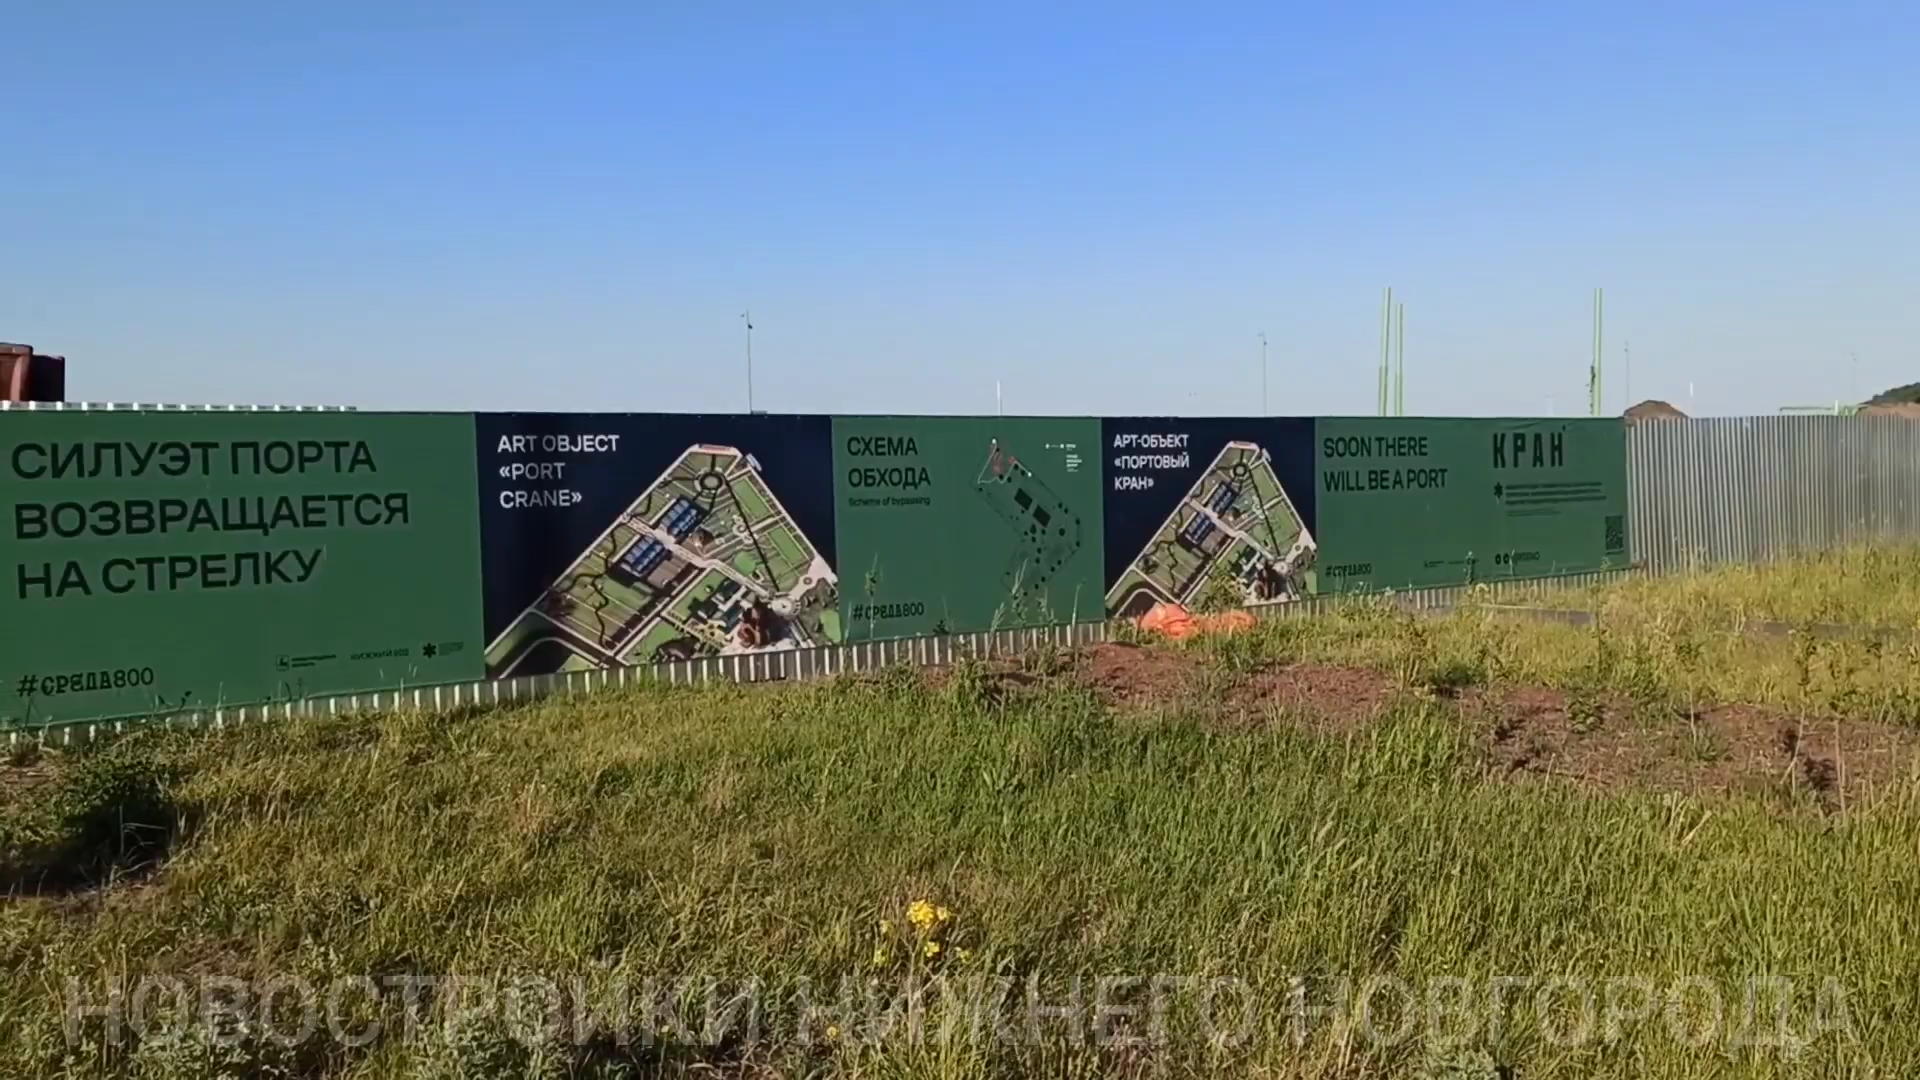 СИЛУЭТ ПОРТА
ВОЗВРАЩАЕТСЯ
НА СТРЕЛКУ
#СРЕДА800
ART OBJECT
«PORT
CRANE»
СХЕМА
ОБХОДА
Scheme of bypassing
#СРЕДА800
АРТ-ОБЪЕКТ
«ПОРТОВЫЙ
КРАН»
SOON THERE
WILL BE A PORT
#СРЕДА800
КРАН
НОВОСТРОЙКИ НИЖНЕГО НОВГОРОДА